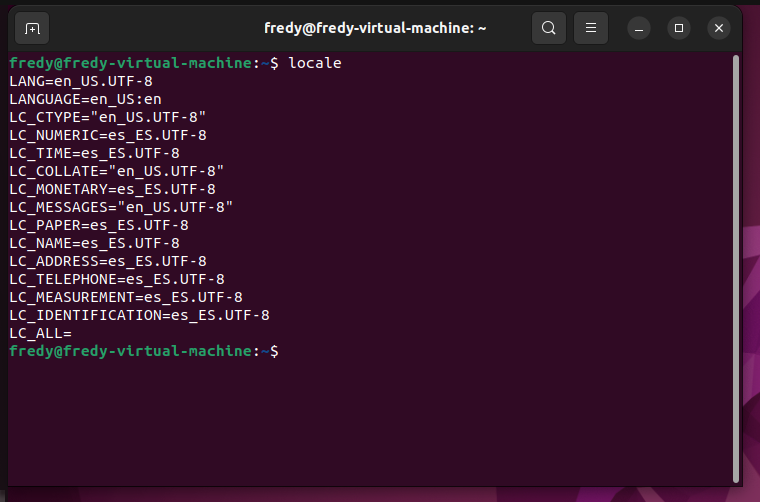 fredy@fredy-virtual-machine: ~
fredy@fredy-virtual-machine:~$ locale
LANG=en_US.UTF-8
LANGUAGE=en_US:en
LC_CTYPE="en_US.UTF-8"
LC_NUMERIC=es_ES.UTF-8
LC_TIME=es_ES.UTF-8
LC_COLLATE="en_US.UTF-8"
LC_MONETARY=es_ES.UTF-8
LC_MESSAGES="en_US.UTF-8"
LC_PAPER=es_ES.UTF-8
LC_NAME=es_ES.UTF-8
LC_ADDRESS=es_ES.UTF-8
LC_TELEPHONE=es_ES.UTF-8
LC_MEASUREMENT=es_ES.UTF-8
LC_IDENTIFICATION=es_ES.UTF-8
LC_ALL=
fredy@fredy-virtual-machine:~$